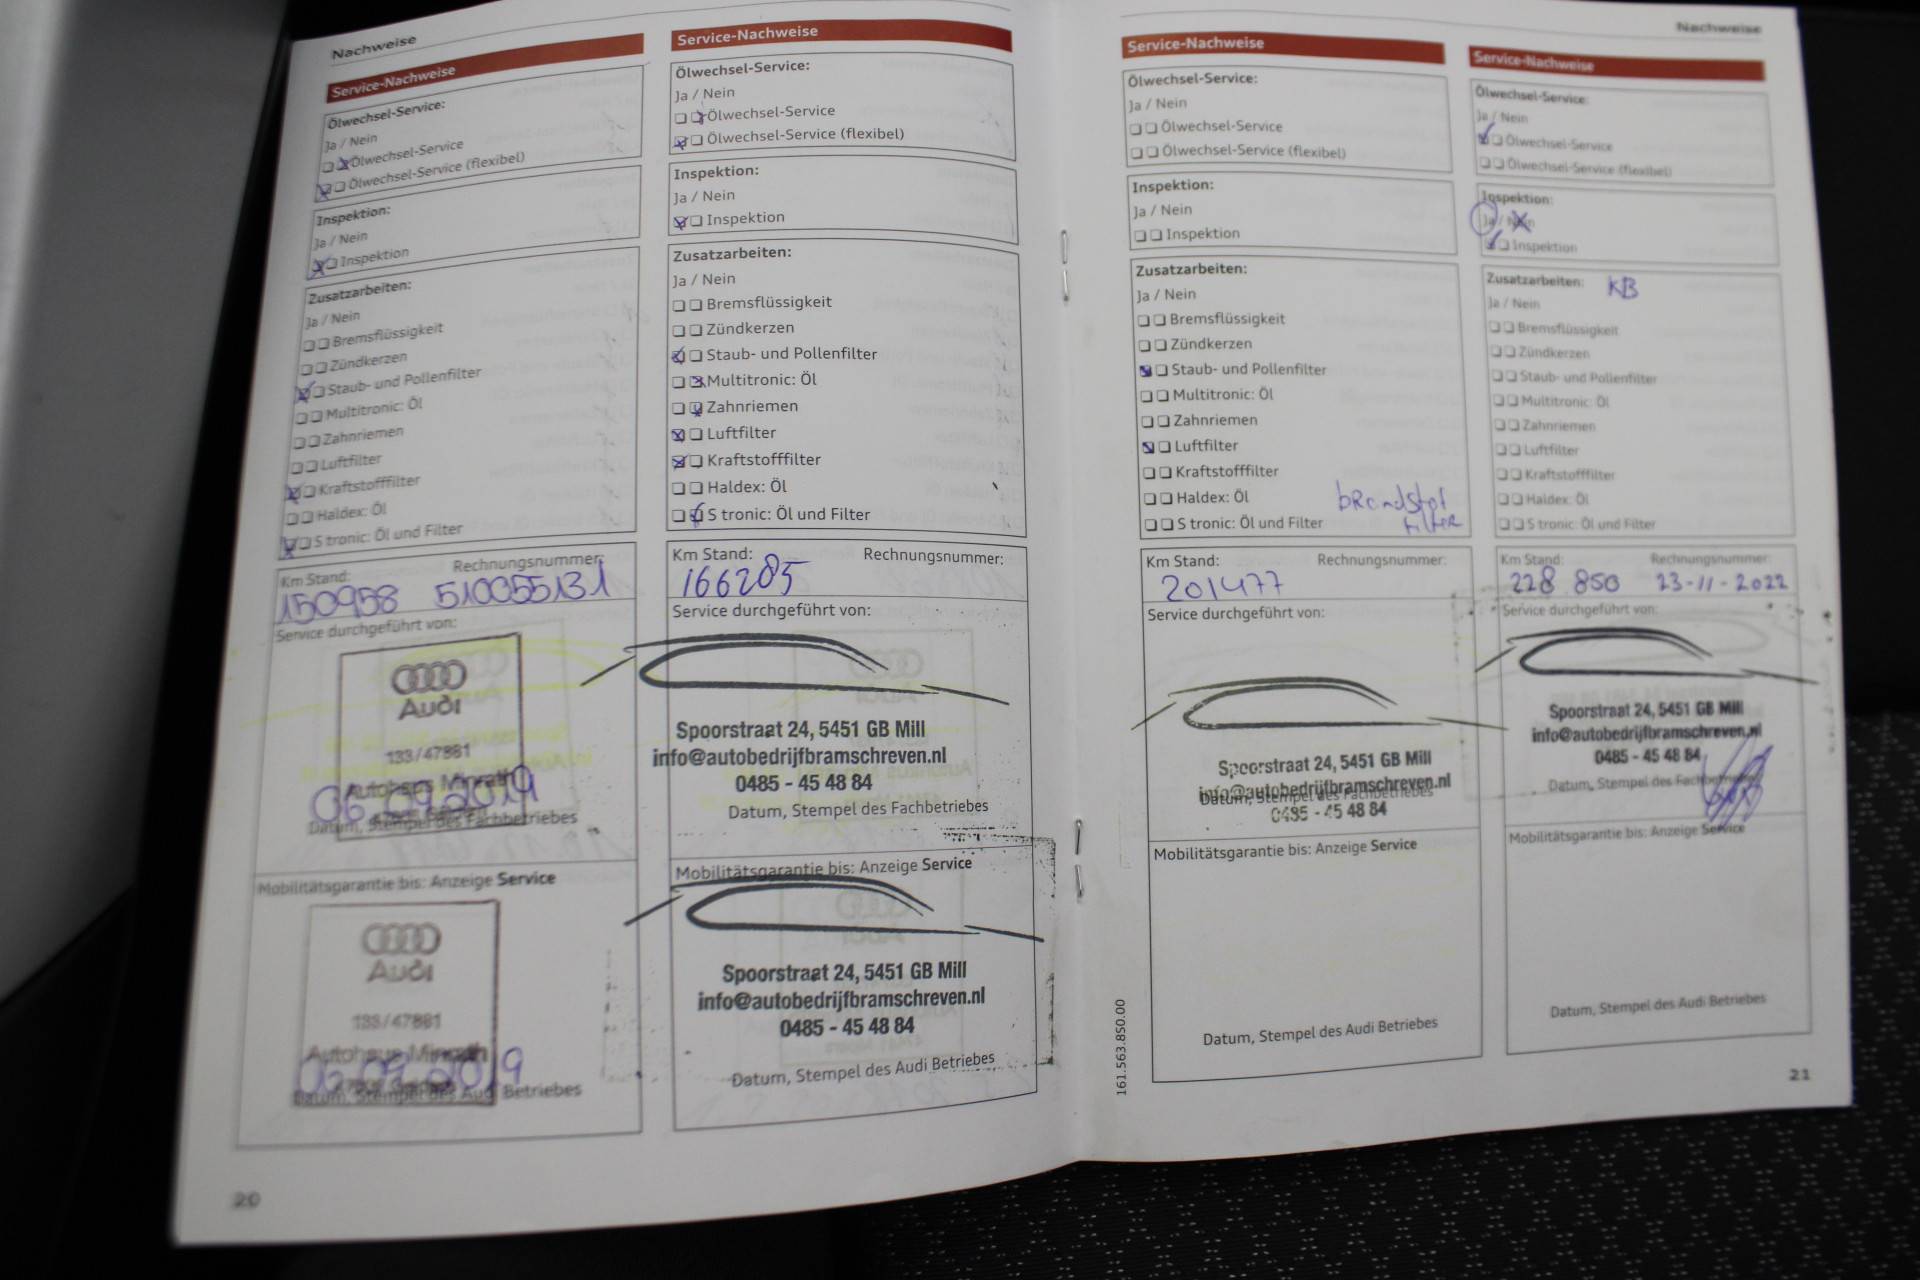 Nachweise
Service-Nachweise
Ölwechsel-Service:
Ja / Nein
Ölwechsel-Service
Ölwechsel-Service (flexibel)
Inspektion:
Ja / Nein
Inspektion
Zusatzarbeiten:
Ja / Nein
Bremsflüssigkeit
Zündkerzen
Staub- und Pollenfilter
Multitronic: Öl
Zahnriemen
Luftfilter
Kraftstofffilter
Haldex: Öl
S tronic: Öl und Filter
Km Stand: Rechnungsnummer:
150958 510055131
Service durchgeführt von:
Audi
133/47881
Autohaus Minrath
06.09.2019
Datum, Stempel des Fachbetriebes
Mobilitätsgarantie bis: Anzeige Service
Audi
133/47881
Autohaus Minrath
06.09.2019
Datum, Stempel des Audi Betriebes
20
Service-Nachweise
Ölwechsel-Service:
Ja / Nein
Ölwechsel-Service
Ölwechsel-Service (flexibel)
Inspektion:
Ja / Nein
Inspektion
Zusatzarbeiten:
Ja / Nein
Bremsflüssigkeit
Zündkerzen
Staub- und Pollenfilter
Multitronic: Öl
Zahnriemen
Luftfilter
Kraftstofffilter
Haldex: Öl
S tronic: Öl und Filter
Km Stand: Rechnungsnummer:
166285
Service durchgeführt von:
Spoorstraat 24, 5451 GB Mill
info@autobedrijfbramschreven.nl
0485 - 45 48 84
Datum, Stempel des Fachbetriebes
Mobilitätsgarantie bis: Anzeige Service
Spoorstraat 24, 5451 GB Mill
info@autobedrijfbramschreven.nl
0485 - 45 48 84
Datum, Stempel des Audi Betriebes
Service-Nachweise
Ölwechsel-Service:
Ja / Nein
Ölwechsel-Service
Ölwechsel-Service (flexibel)
Inspektion:
Ja / Nein
Inspektion
Zusatzarbeiten:
Ja / Nein
Bremsflüssigkeit
Zündkerzen
Staub- und Pollenfilter
Multitronic: Öl
Zahnriemen
Luftfilter
Kraftstofffilter
Haldex: Öl
S tronic: Öl und Filter
brandstof
filter
Km Stand: Rechnungsnummer:
201477
Service durchgeführt von:
Spoorstraat 24, 5451 GB Mill
info@autobedrijfbramschreven.nl
Datum, Stempel des Fachbetriebes
0485 - 45 48 84
Mobilitätsgarantie bis: Anzeige Service
Datum, Stempel des Audi Betriebes
161.563.850.00
Nachweise
Service-Nachweise
Ölwechsel-Service:
Ja / Nein
Ölwechsel-Service
Ölwechsel-Service (flexibel)
Inspektion:
Ja / Nein
Inspektion
Zusatzarbeiten: KB
Ja / Nein
Bremsflüssigkeit
Zündkerzen
Staub- und Pollenfilter
Multitronic: Öl
Zahnriemen
Luftfilter
Kraftstofffilter
Haldex: Öl
S tronic: Öl und Filter
Km Stand: Rechnungsnummer:
228 850 23-11-2022
Service durchgeführt von:
Spoorstraat 24, 5451 GB Mill
info@autobedrijfbramschreven.nl
0485 - 45 48 84
Datum, Stempel des Fachbetriebes
Mobilitätsgarantie bis: Anzeige Service
Datum, Stempel des Audi Betriebes
21